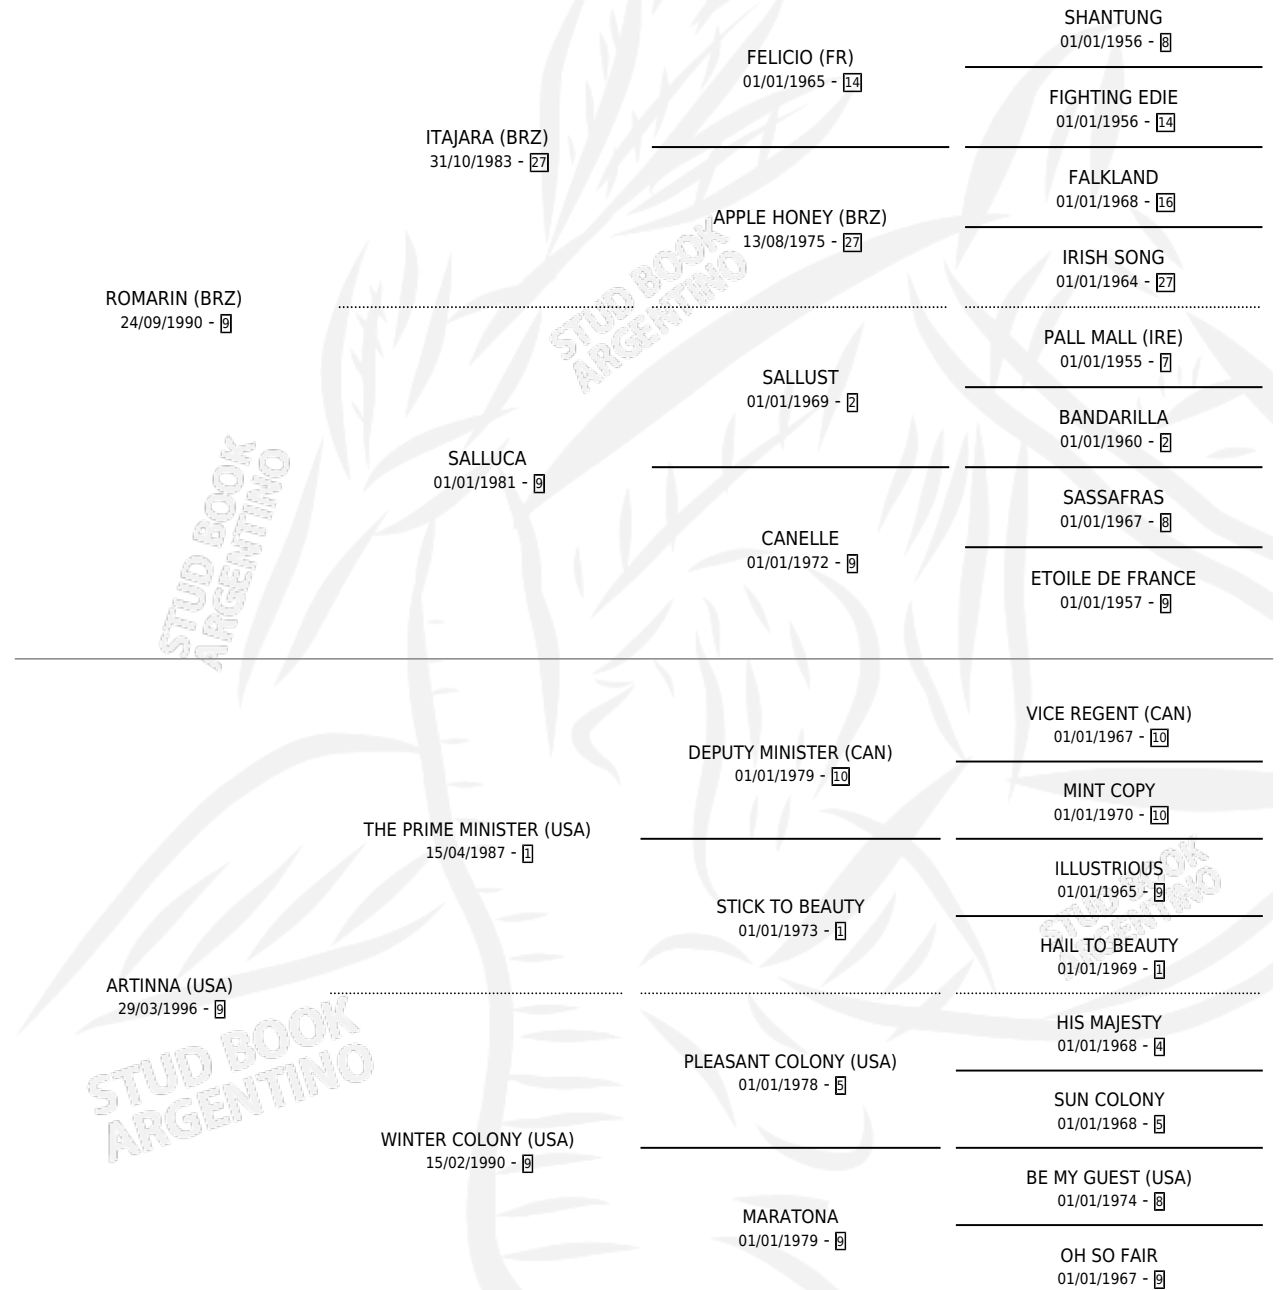 SHANTUNG
01/01/1956 - 8
FELICIO (FR)
01/01/1965 - 14
FIGHTING EDIE
01/01/1956 - 14
ITAJARA (BRZ)
31/10/1983 - 27
FALKLAND
01/01/1968 - 16
APPLE HONEY (BRZ)
13/08/1975 - 27
IRISH SONG
01/01/1964 - 27
ROMARIN (BRZ)
24/09/1990 - 9
STUD BOOK
ARGENTINO
PALL MALL (IRE)
01/01/1955 - 7
SALLUST
01/01/1969 - 2
BANDARILLA
01/01/1960 - 2
SALLUCA
01/01/1981 - 9
SASSAFRAS
01/01/1967 - 8
CANELLE
01/01/1972 - 9
ETOILE DE FRANCE
01/01/1957 - 9
STUD BOOK
ARGENTINO
VICE REGENT (CAN)
01/01/1967 - 10
DEPUTY MINISTER (CAN)
01/01/1979 - 10
MINT COPY
01/01/1970 - 10
THE PRIME MINISTER (USA)
15/04/1987 - 1
ILLUSTRIOUS
01/01/1965 - 9
STICK TO BEAUTY
01/01/1973 - 1
HAIL TO BEAUTY
01/01/1969 - 1
STUD BOOK
ARGENTINO
ARTINNA (USA)
29/03/1996 - 9
HIS MAJESTY
01/01/1968 - 4
PLEASANT COLONY (USA)
01/01/1978 - 5
SUN COLONY
01/01/1968 - 5
STUD BOOK
ARGENTINO
WINTER COLONY (USA)
15/02/1990 - 9
BE MY GUEST (USA)
01/01/1974 - 8
MARATONA
01/01/1979 - 9
OH SO FAIR
01/01/1967 - 9